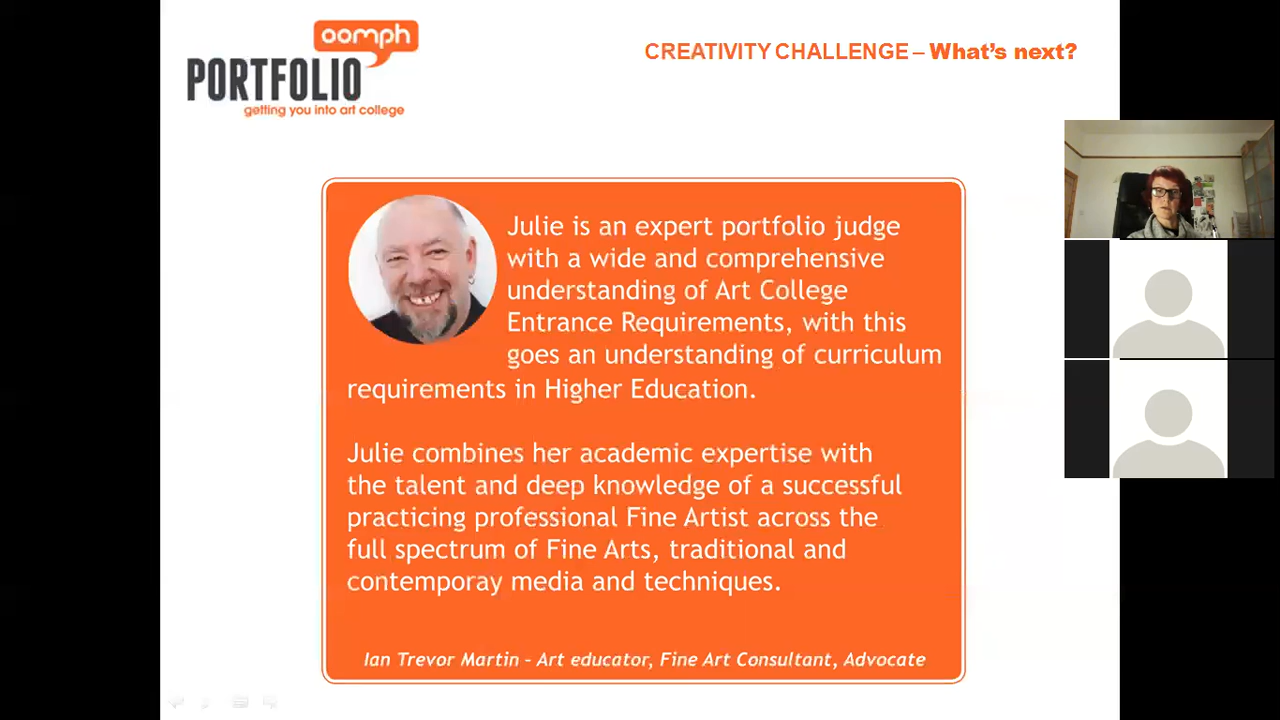 oomph
PORTFOLIO
getting you into art college
CREATIVITY CHALLENGE – What's next?
Julie is an expert portfolio judge
with a wide and comprehensive
understanding of Art College
Entrance Requirements, with this
goes an understanding of curriculum
requirements in Higher Education.
Julie combines her academic expertise with
the talent and deep knowledge of a successful
practicing professional Fine Artist across the
full spectrum of Fine Arts, traditional and
contemporay media and techniques.
Ian Trevor Martin - Art educator, Fine Art Consultant, Advocate